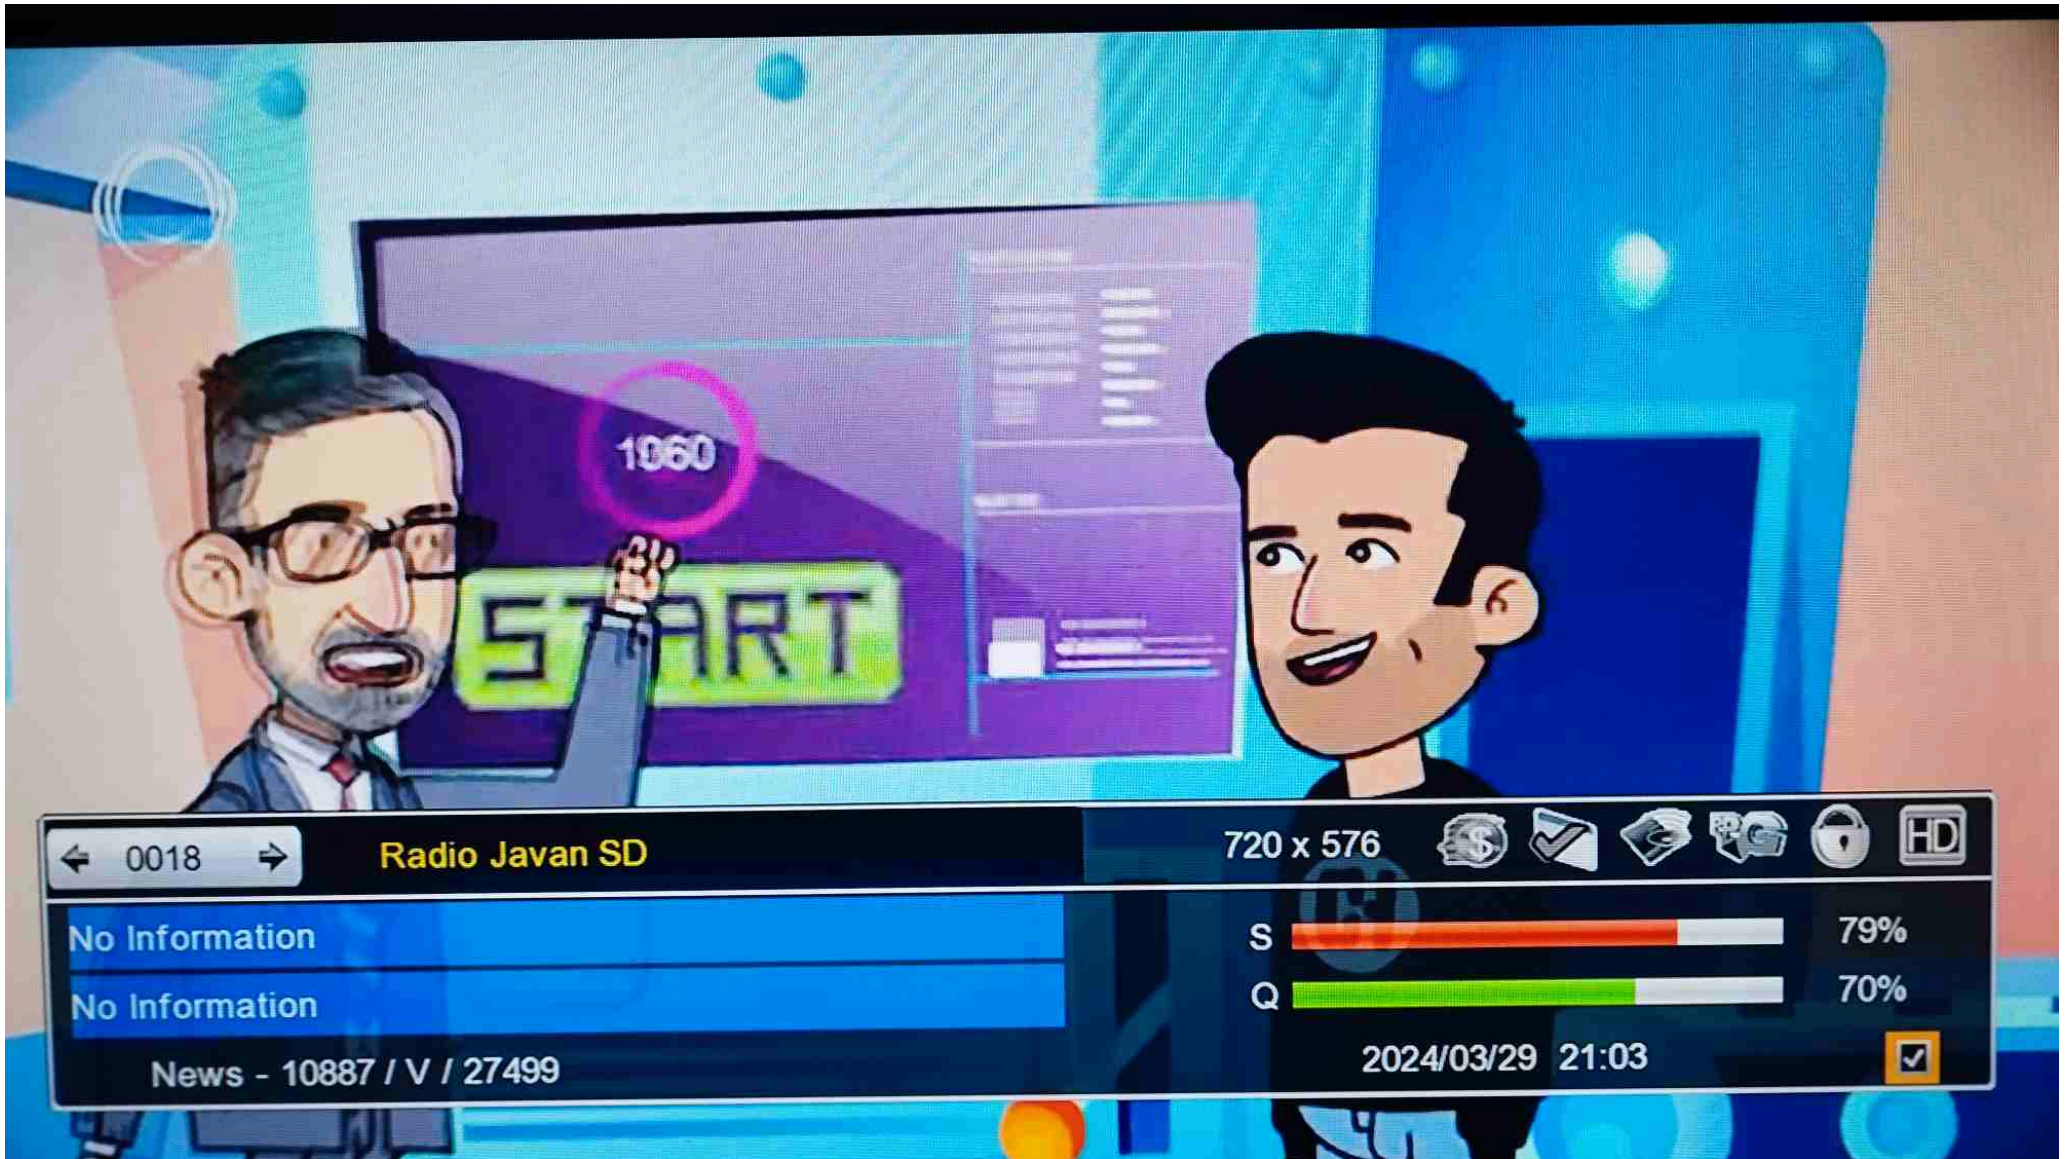 1060
START
0018
Radio Javan SD
720 x 576
HD
No Information
S 79%
No Information
Q 70%
News - 10887 / V / 27499
2024/03/29 21:03